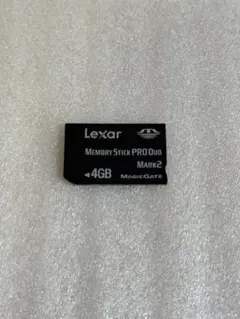 Lexar
MEMORY STICK PRO DUO
MARK2
◄4GB
MAGICGATE